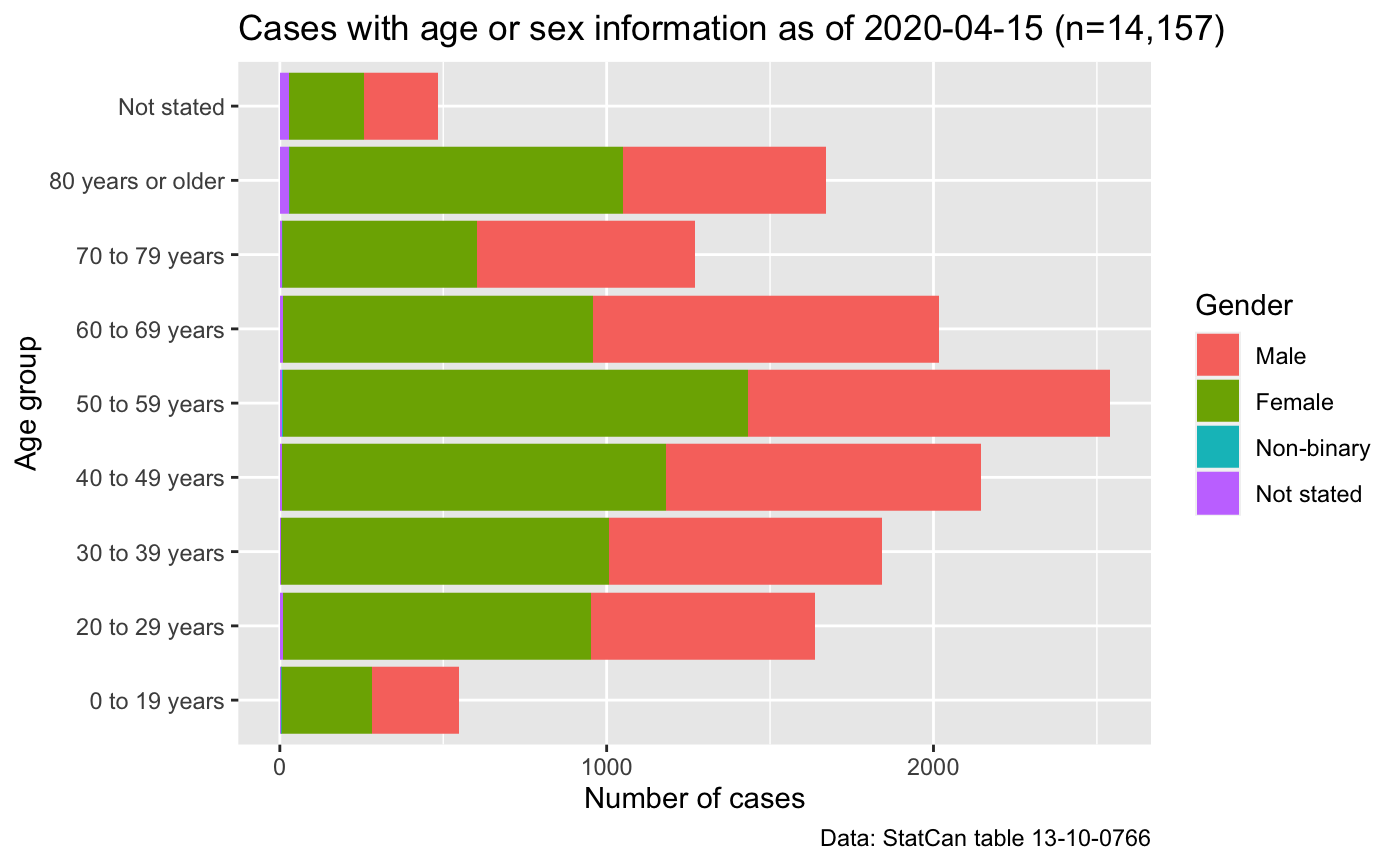 Cases with age or sex information as of 2020-04-15 (n=14,157)
Age group
Not stated
80 years or older
70 to 79 years
60 to 69 years
50 to 59 years
40 to 49 years
30 to 39 years
20 to 29 years
0 to 19 years
0 1000 2000
Number of cases
Gender
Male
Female
Non-binary
Not stated
Data: StatCan table 13-10-0766